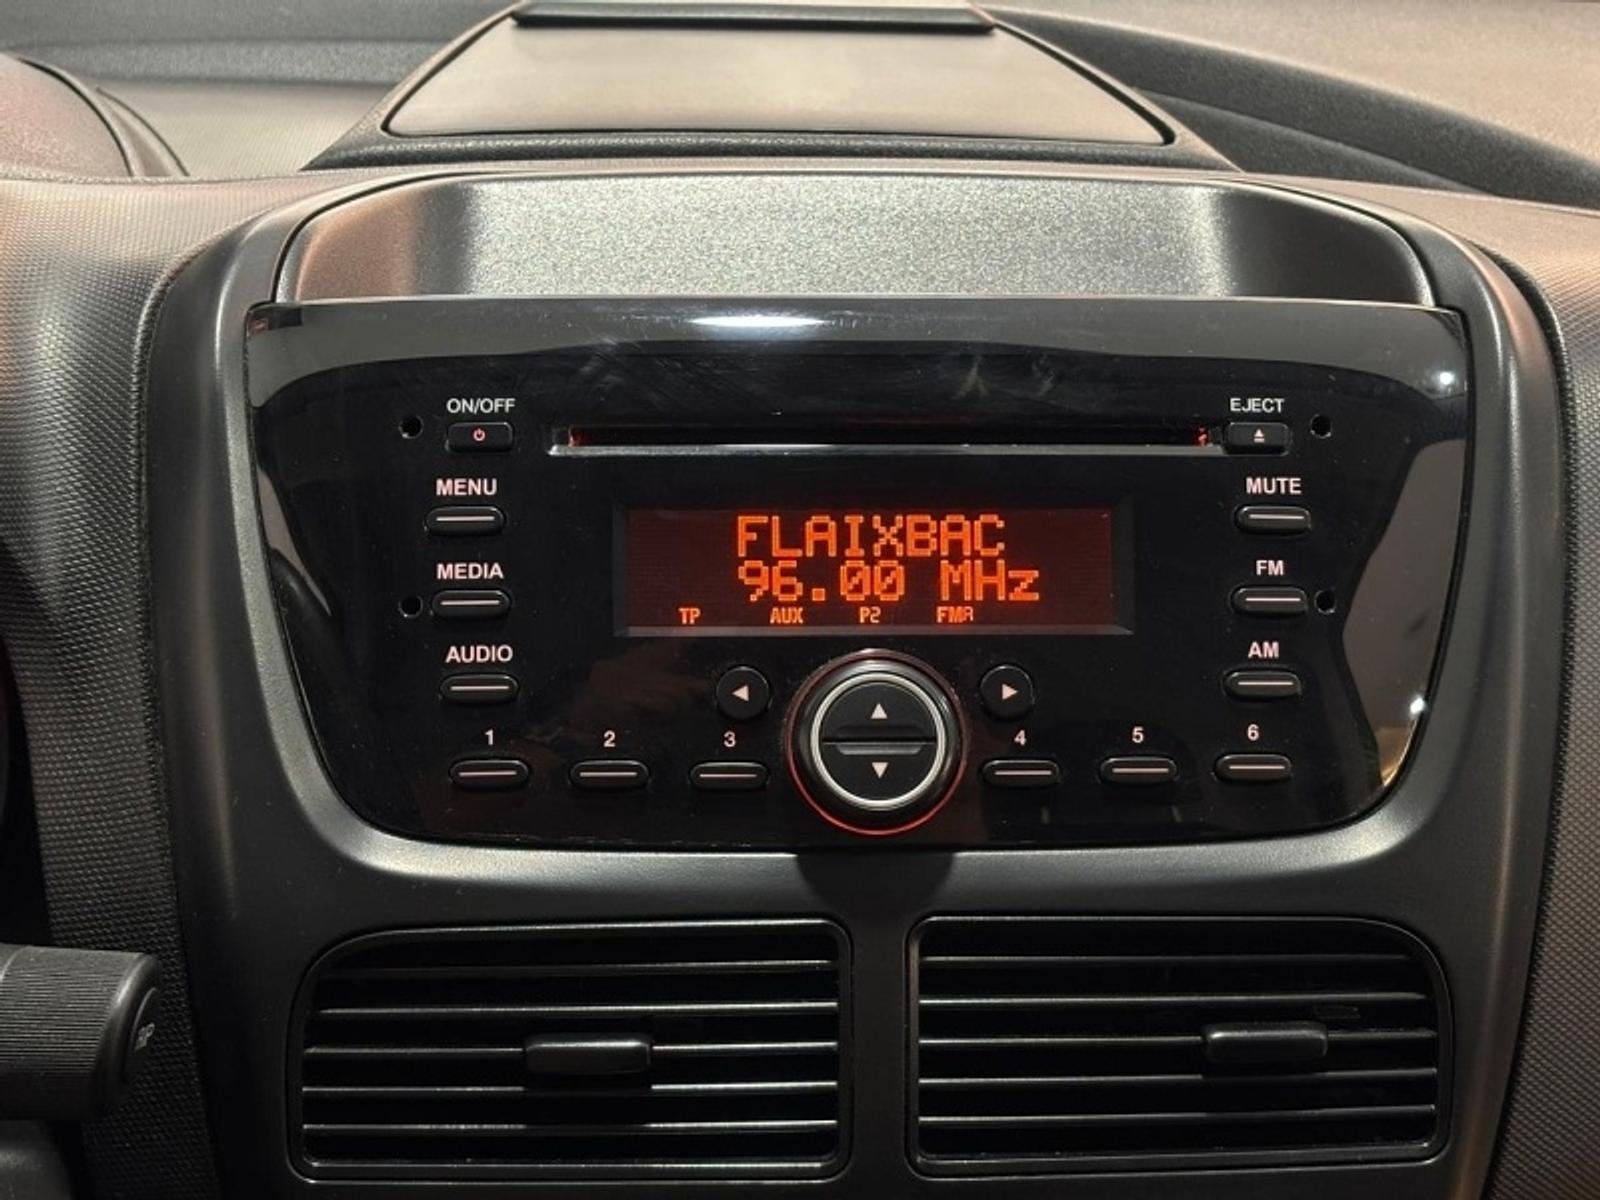 ON/OFF
EJECT
MENU
MUTE
FLAIXBAC
96.00 MHz
MEDIA
FM
TP AUX P2 FMA
AUDIO
AM
1 2 3 4 5 6